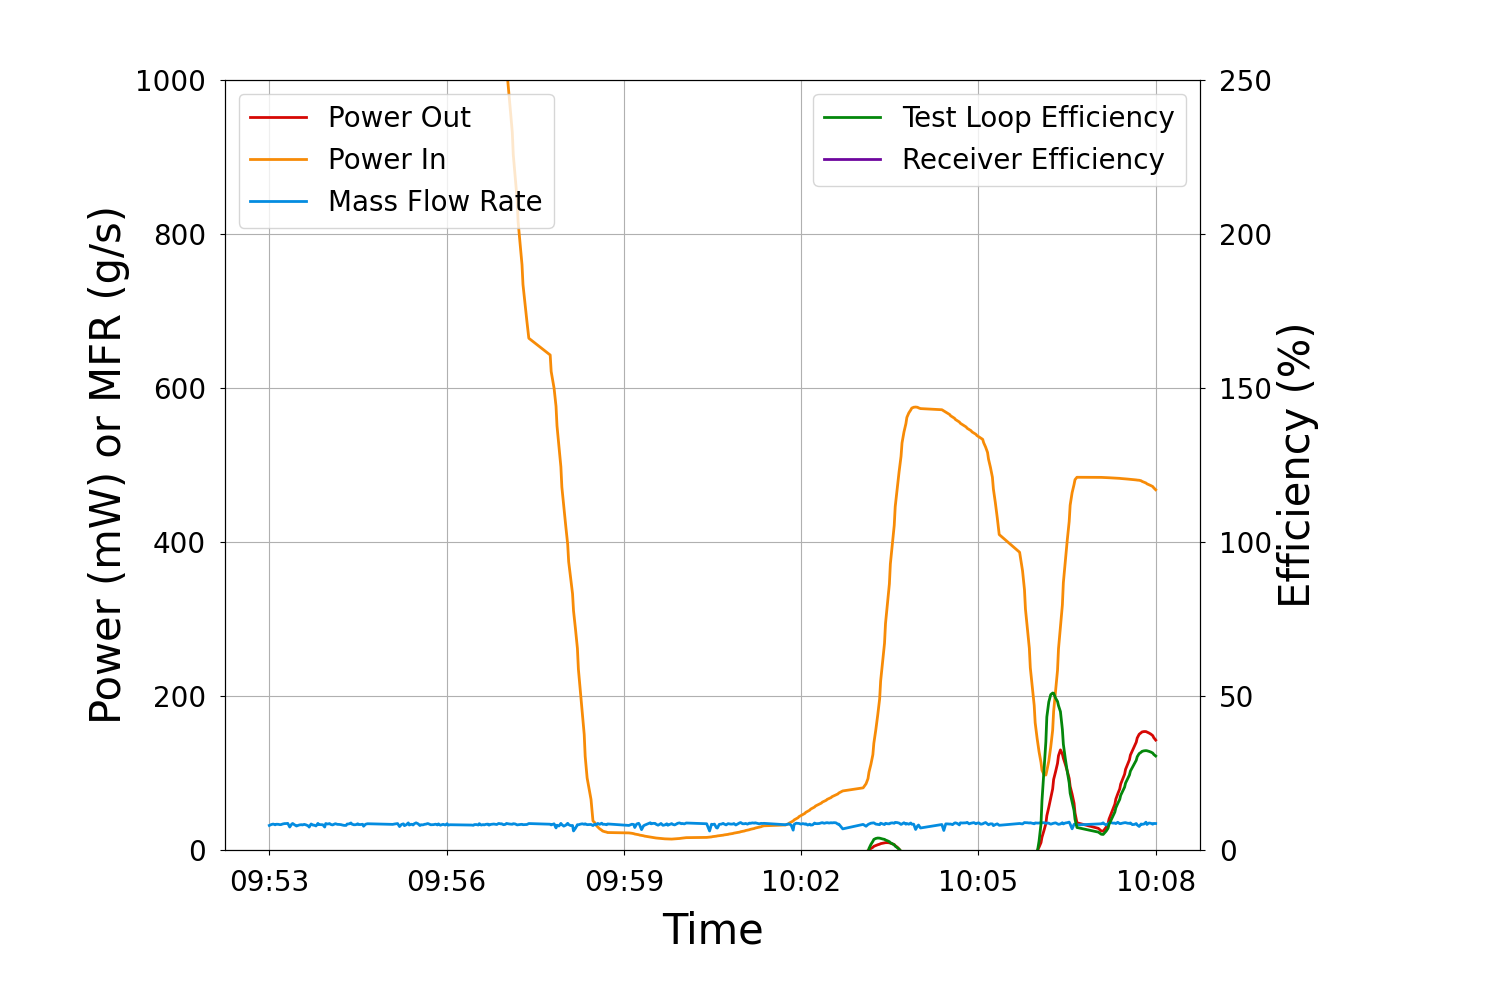 1000
800
600
400
200
0
Power (mW) or MFR (g/s)
Power Out
Power In
Mass Flow Rate
Test Loop Efficiency
Receiver Efficiency
250
200
150
100
50
0
Efficiency (%)
09:53 09:56 09:59 10:02 10:05 10:08
Time